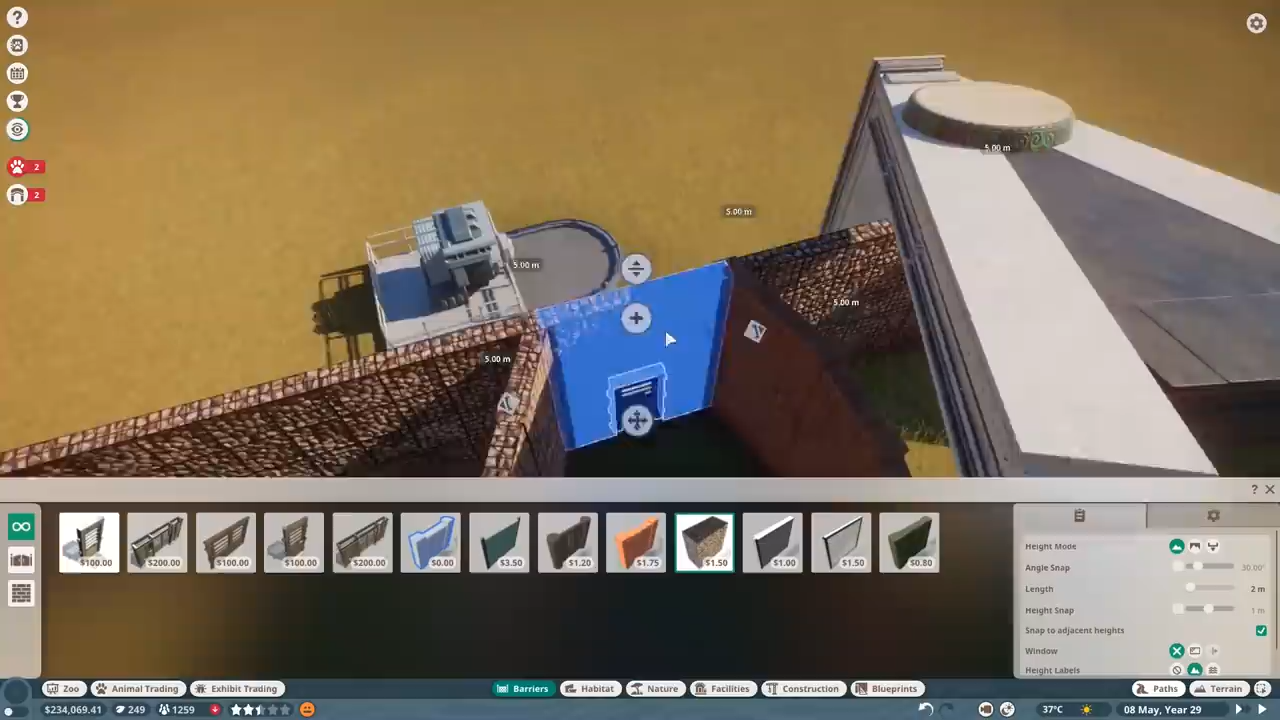 ?
2
2
5.00 m
5.00 m
5.00 m
5.00 m
5.00 m
?
$100.00
$200.00
$100.00
$100.00
$200.00
$0.00
$3.50
$1.20
$1.75
$1.50
$1.00
$1.50
$0.80
Height Mode
Angle Snap 30.00°
Length 2 m
Height Snap 1 m
Snap to adjacent heights
Window
Height Labels
Zoo Animal Trading Exhibit Trading Barriers Habitat Nature Facilities Construction Blueprints Paths Terrain
$234,069.41 249 1259 37°C 08 May, Year 29